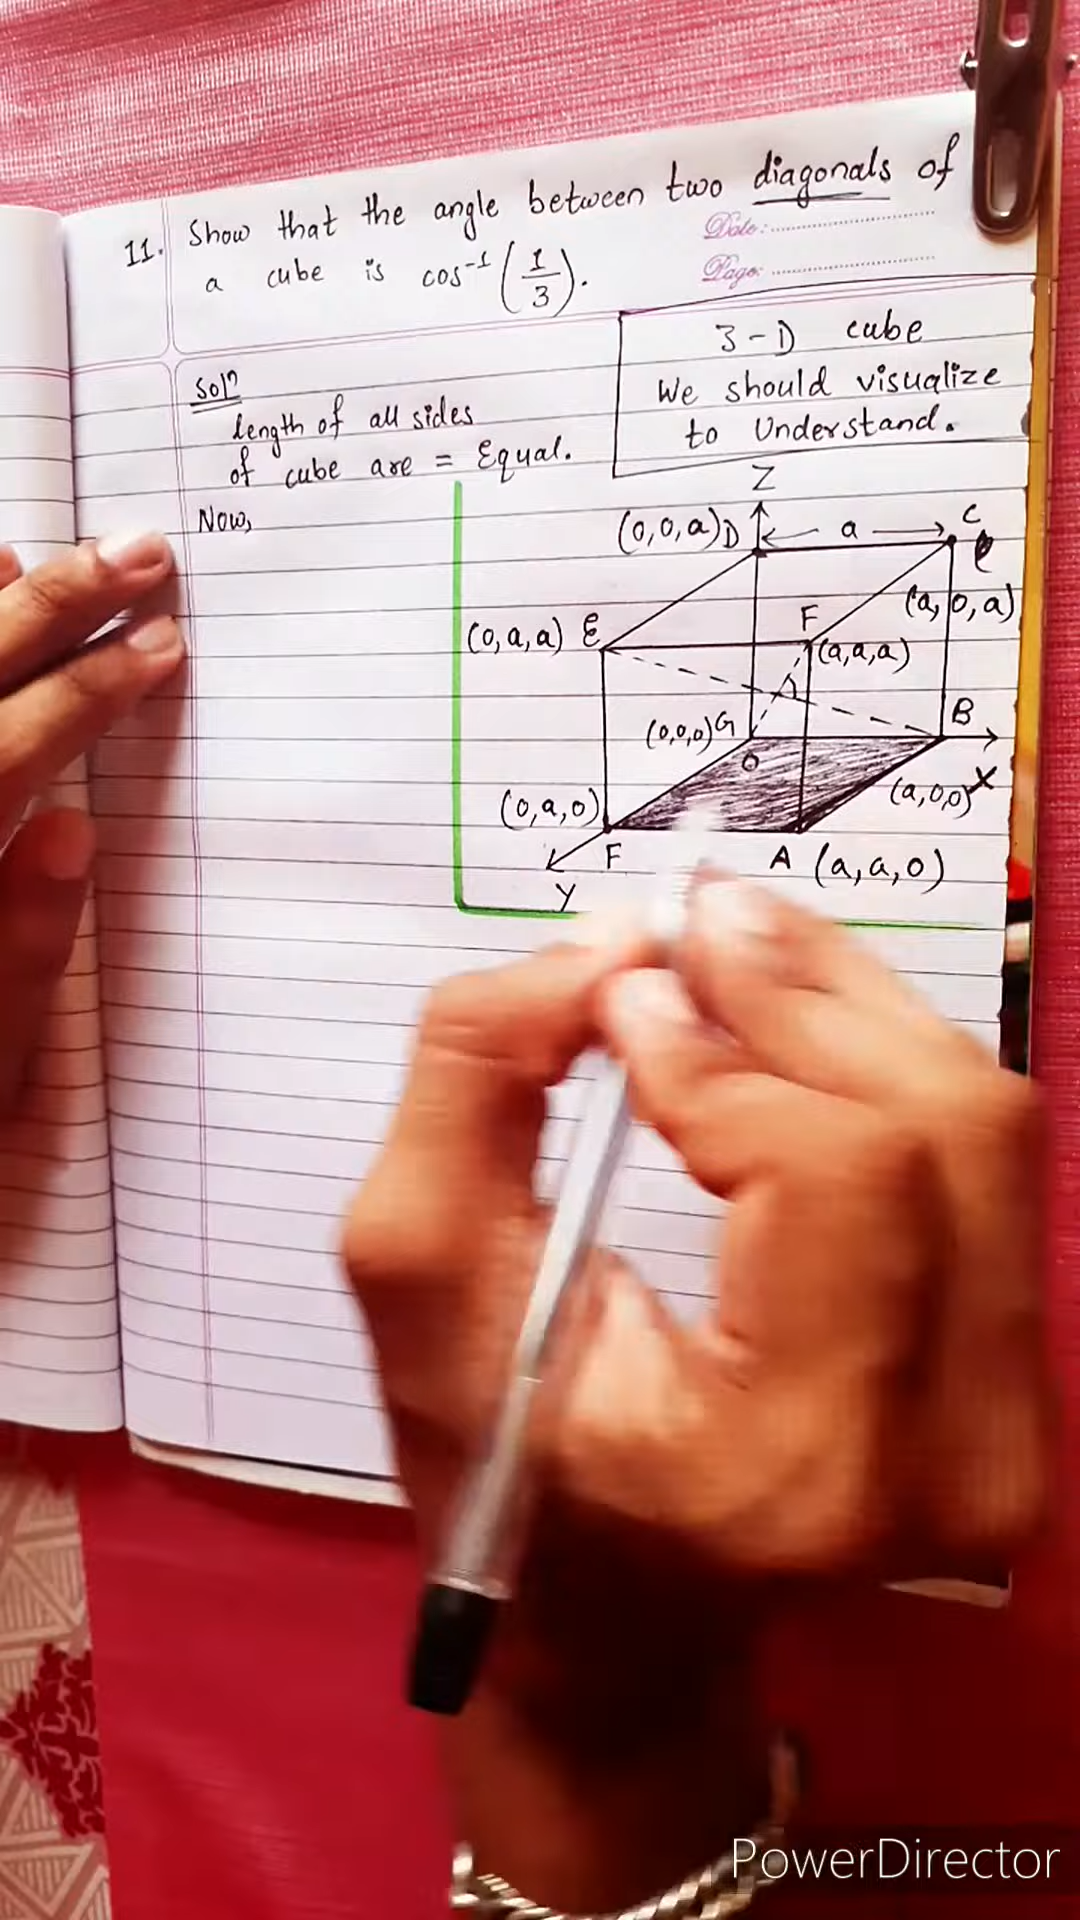 11. Show that the angle between two diagonals of
Date:
a cube is cos⁻¹(1/3).
Page:
3-D cube
We should visualize
to Understand.
Solⁿ
length of all sides
of cube are = Equal.
Now,
Z
(0,0,a) D a C
(a,0,a)
(0,a,a) E F
(a,a,a)
(0,0,0) G B
O
(a,0,0) X
(0,a,0)
F A (a,a,0)
Y
PowerDirector